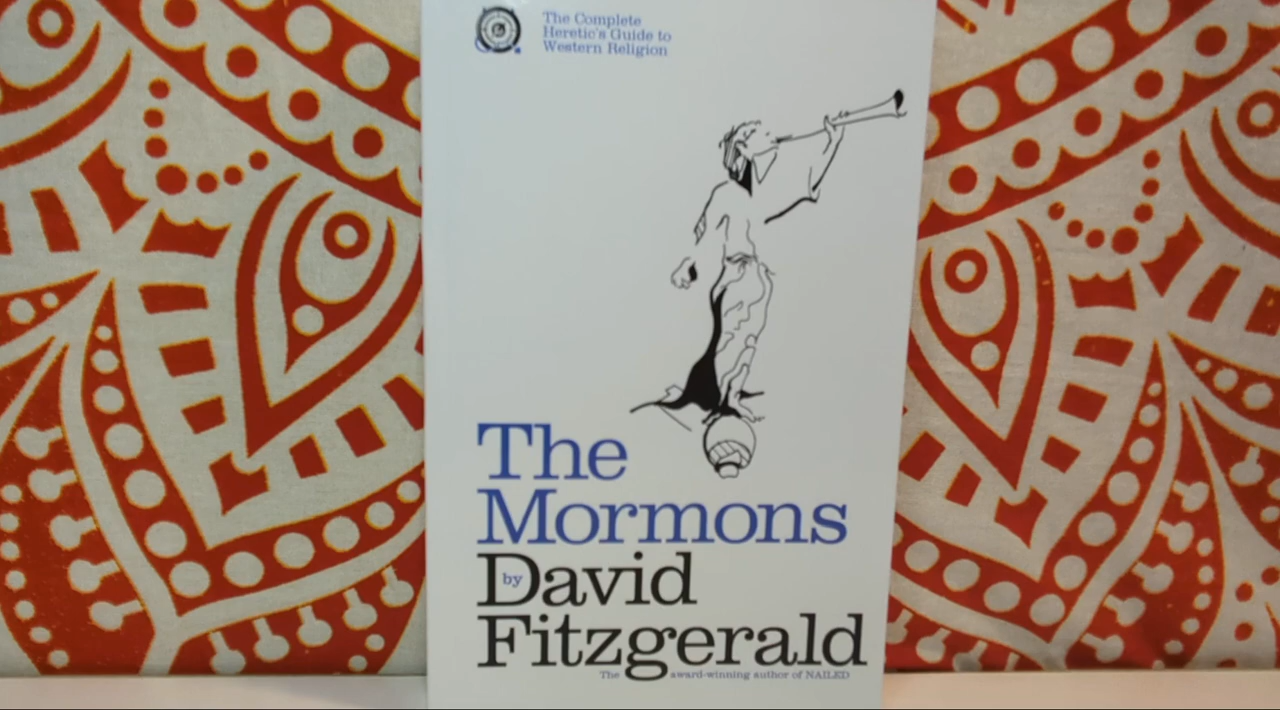 The Complete
Heretic's Guide to
Western Religion
The
Mormons
by David
Fitzgerald
The award-winning author of NAILED